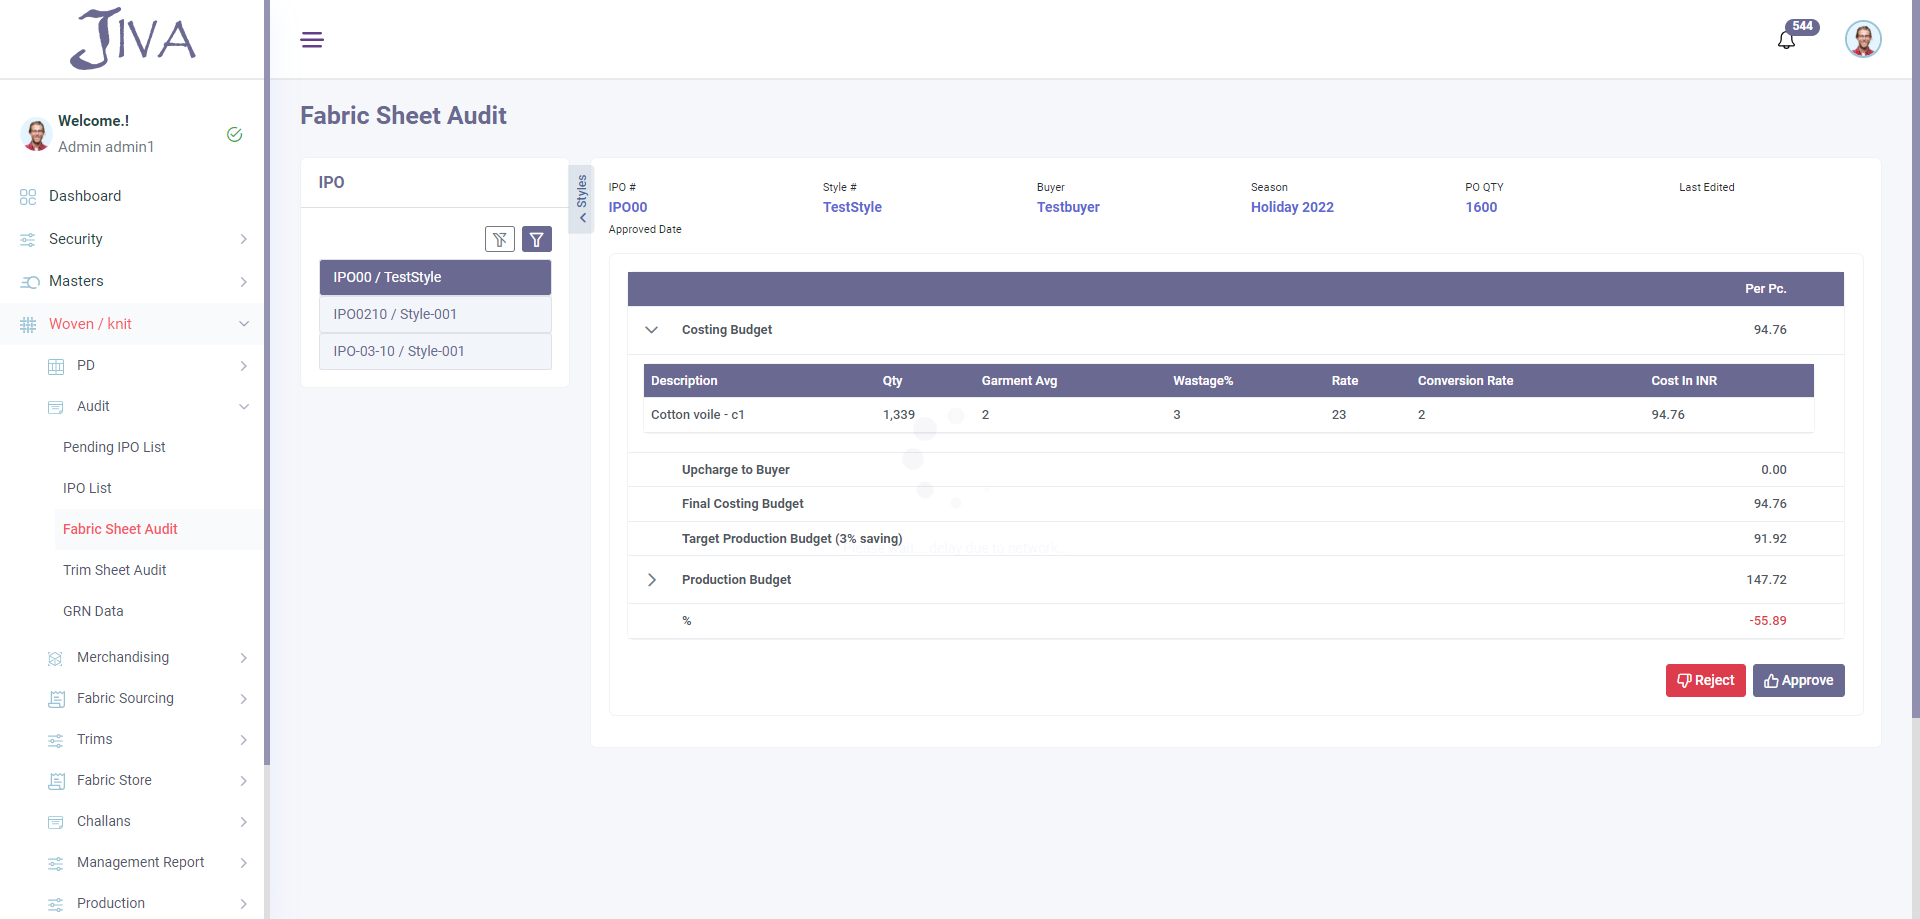 JIVA
544
Welcome.!
Admin admin1
Dashboard
Security
Masters
Woven / knit
PD
Audit
Pending IPO List
IPO List
Fabric Sheet Audit
Trim Sheet Audit
GRN Data
Merchandising
Fabric Sourcing
Trims
Fabric Store
Challans
Management Report
Production
Fabric Sheet Audit
IPO
IPO00 / TestStyle
IPO0210 / Style-001
IPO-03-10 / Style-001
Styles
IPO # Style # Buyer Season PO QTY Last Edited
IPO00 TestStyle Testbuyer Holiday 2022 1600
Approved Date
Per Pc.
Costing Budget 94.76
Description Qty Garment Avg Wastage% Rate Conversion Rate Cost In INR
Cotton voile - c1 1,339 2 3 23 2 94.76
Upcharge to Buyer 0.00
Final Costing Budget 94.76
Target Production Budget (3% saving) 91.92
delay due to network
Production Budget 147.72
% -55.89
Reject Approve